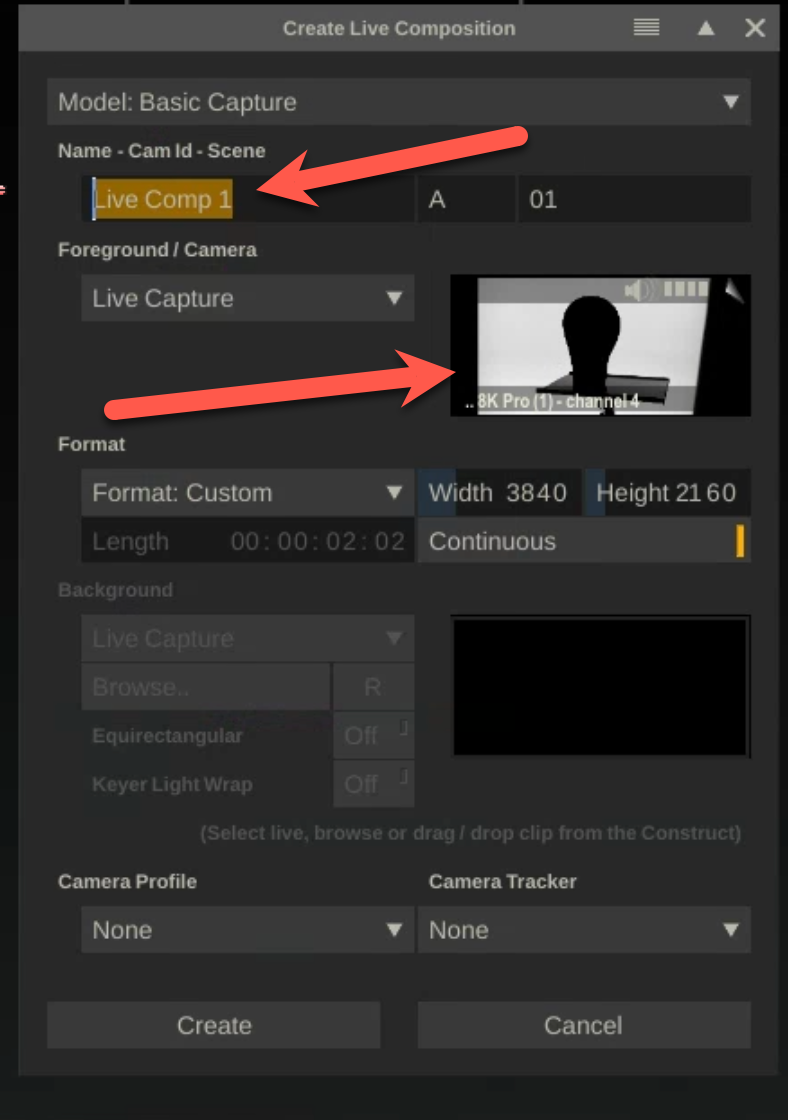 Create Live Composition
Model: Basic Capture
Name - Cam Id - Scene
Live Comp 1 A 01
Foreground / Camera
Live Capture
.. 8K Pro (1) - channel 4
Format
Format: Custom Width 3840 Height 2160
Length 00:00:02:02 Continuous
Background
Live Capture
Browse.. R
Equirectangular Off
Keyer Light Wrap Off
(Select live, browse or drag / drop clip from the Construct)
Camera Profile Camera Tracker
None None
Create Cancel